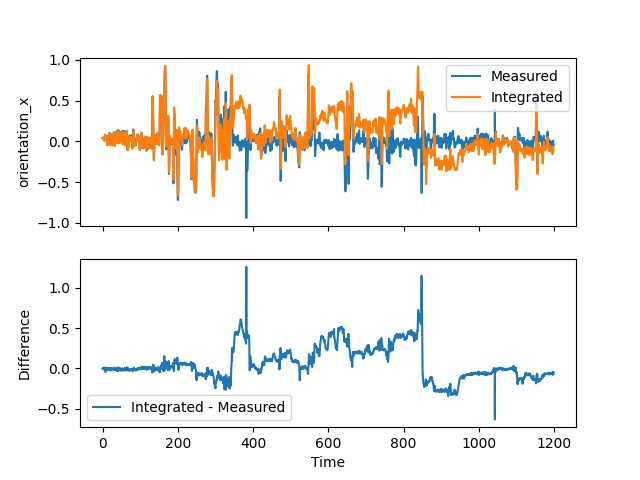 1.0
0.5
0.0
−0.5
−1.0
orientation_x
Measured
Integrated
1.0
0.5
0.0
−0.5
Difference
Integrated - Measured
0 200 400 600 800 1000 1200
Time